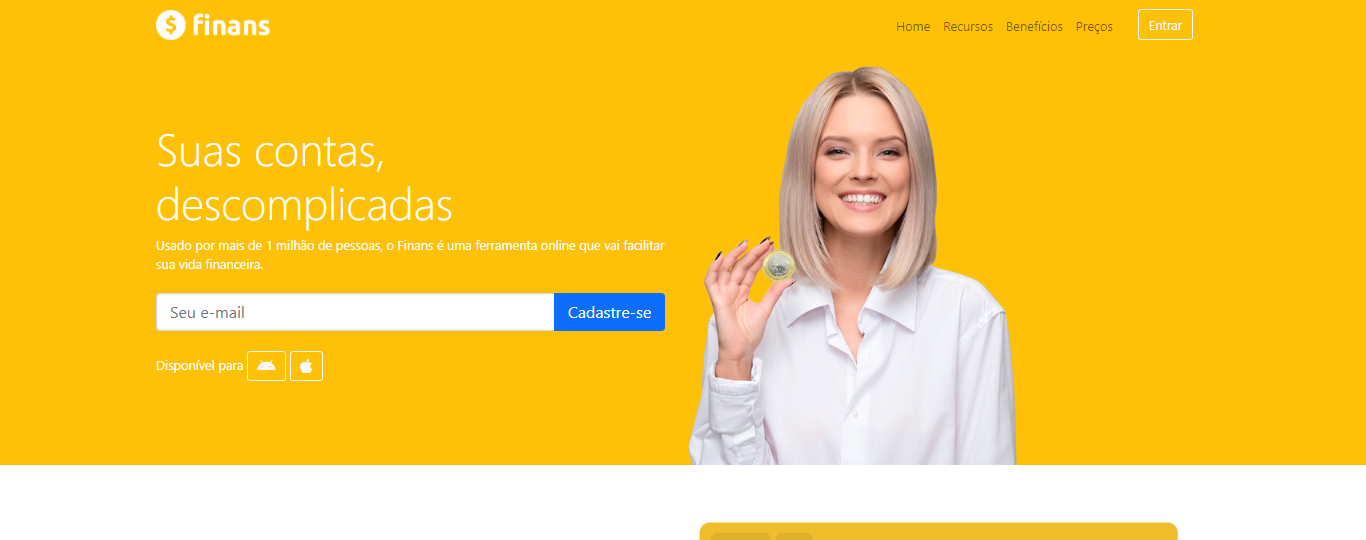 finans
Home Recursos Benefícios Preços Entrar
Suas contas,
descomplicadas
Usado por mais de 1 milhão de pessoas, o Finans é uma ferramenta online que vai facilitar
sua vida financeira.
Seu e-mail Cadastre-se
Disponível para